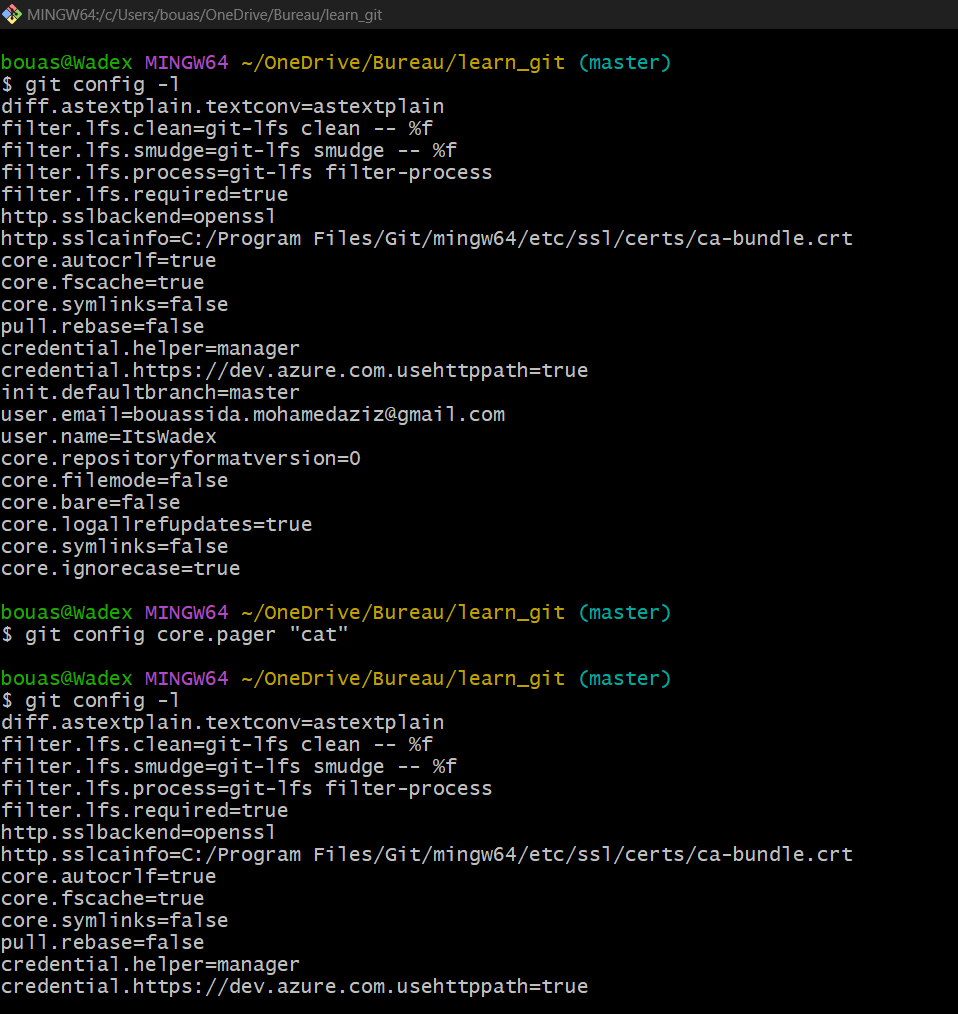 MINGW64:/c/Users/bouas/OneDrive/Bureau/learn_git
bouas@Wadex MINGW64 ~/OneDrive/Bureau/learn_git (master)
$ git config -l
diff.astextplain.textconv=astextplain
filter.lfs.clean=git-lfs clean -- %f
filter.lfs.smudge=git-lfs smudge -- %f
filter.lfs.process=git-lfs filter-process
filter.lfs.required=true
http.sslbackend=openssl
http.sslcainfo=C:/Program Files/Git/mingw64/etc/ssl/certs/ca-bundle.crt
core.autocrlf=true
core.fscache=true
core.symlinks=false
pull.rebase=false
credential.helper=manager
credential.https://dev.azure.com.usehttppath=true
init.defaultbranch=master
user.email=bouassida.mohamedaziz@gmail.com
user.name=ItsWadex
core.repositoryformatversion=0
core.filemode=false
core.bare=false
core.logallrefupdates=true
core.symlinks=false
core.ignorecase=true
bouas@Wadex MINGW64 ~/OneDrive/Bureau/learn_git (master)
$ git config core.pager "cat"
bouas@Wadex MINGW64 ~/OneDrive/Bureau/learn_git (master)
$ git config -l
diff.astextplain.textconv=astextplain
filter.lfs.clean=git-lfs clean -- %f
filter.lfs.smudge=git-lfs smudge -- %f
filter.lfs.process=git-lfs filter-process
filter.lfs.required=true
http.sslbackend=openssl
http.sslcainfo=C:/Program Files/Git/mingw64/etc/ssl/certs/ca-bundle.crt
core.autocrlf=true
core.fscache=true
core.symlinks=false
pull.rebase=false
credential.helper=manager
credential.https://dev.azure.com.usehttppath=true